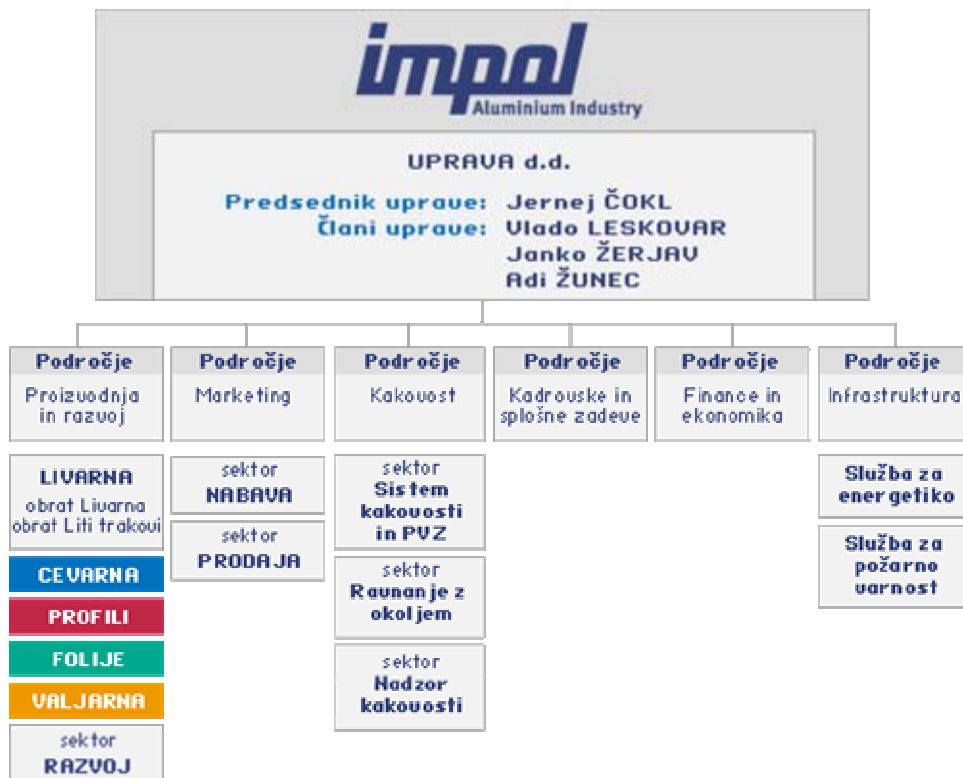 impol
Aluminium Industry
UPRAVA d.d.
Predsednik uprave: Jernej ČOKL
Člani uprave: Vlado LESKOVAR
Janko ŽERJAV
Adi ŽUNEC
Področje
Proizvodnja
in razvoj
LIVARNA
obrat Livarna
obrat Liti trakovi
CEVARNA
PROFILI
FOLIJE
VALJARNA
sektor
RAZVOJ
Področje
Marketing
sektor
NABAVA
sektor
PRODAJA
Področje
Kakovost
sektor
Sistem
kakovosti
in PVZ
sektor
Ravnanje z
okoljem
sektor
Nadzor
kakovosti
Področje
Kadrovske in
splošne zadeve
Področje
Finance in
ekonomika
Področje
Infrastruktura
Služba za
energetiko
Služba za
požarno
varnost